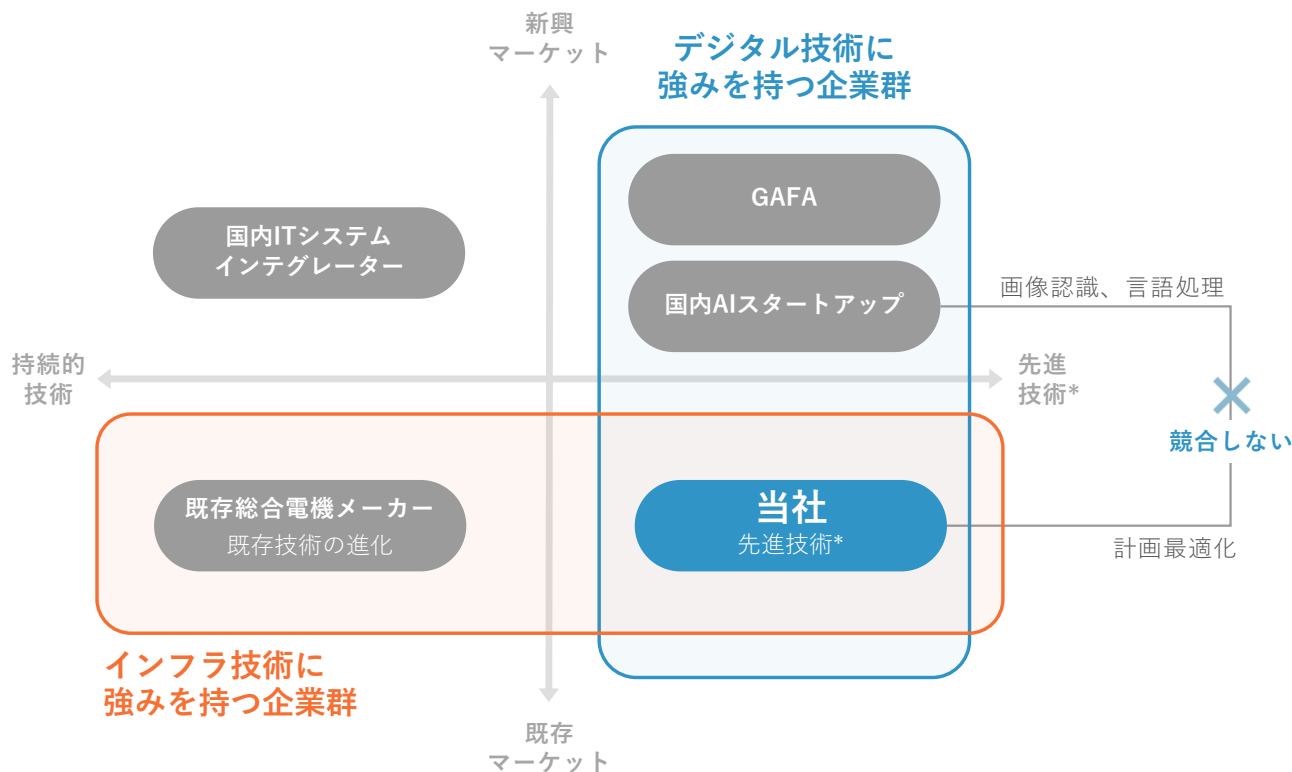 新興
マーケット
デジタル技術に
強みを持つ企業群
GAFA
国内ITシステム
インテグレーター
国内AIスタートアップ
画像認識、言語処理
持続的
技術
先進
技術*
競合しない
既存総合電機メーカー
既存技術の進化
当社
先進技術*
計画最適化
インフラ技術に
強みを持つ企業群
既存
マーケット